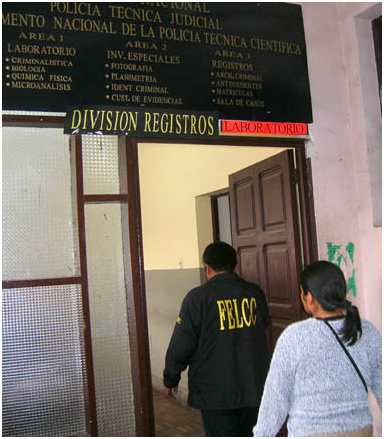 NACIONAL
POLICIA TECNICA JUDICIAL
MENTO NACIONAL DE LA POLICIA TECNICA CIENTIFICA
AREA 1
LABORATORIO
• CRIMINALISTICA
• BIOLOGIA
• QUIMICA FISICA
• MICROANALISIS
AREA 2
INV. ESPECIALES
• FOTOGRAFIA
• PLANIMETRIA
• IDENT CRIMINAL
• CUST. DE EVIDENCIAS
AREA 3
REGISTROS
• ARCH. CRIMINAL
• ANTECEDENTES
• MATRICULAS
• SALA DE CASOS
DIVISION REGISTROS
LABORATORIO
FELCC